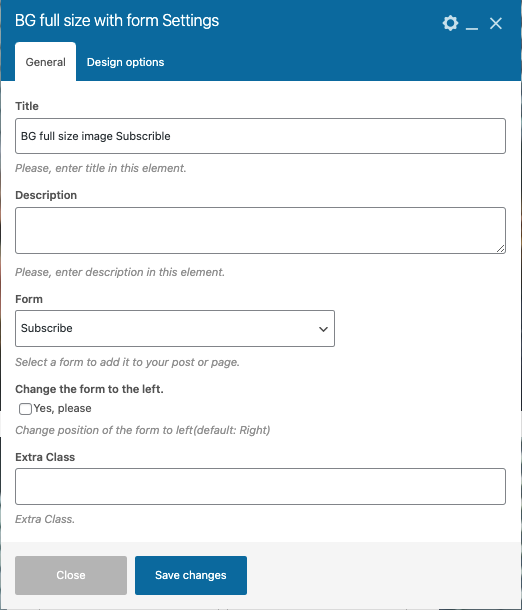 BG full size with form Settings
General Design options
Title
BG full size image Subscrible
Please, enter title in this element.
Description
Please, enter description in this element.
Form
Subscribe
Select a form to add it to your post or page.
Change the form to the left.
Yes, please
Change position of the form to left(default: Right)
Extra Class
Extra Class.
Close Save changes